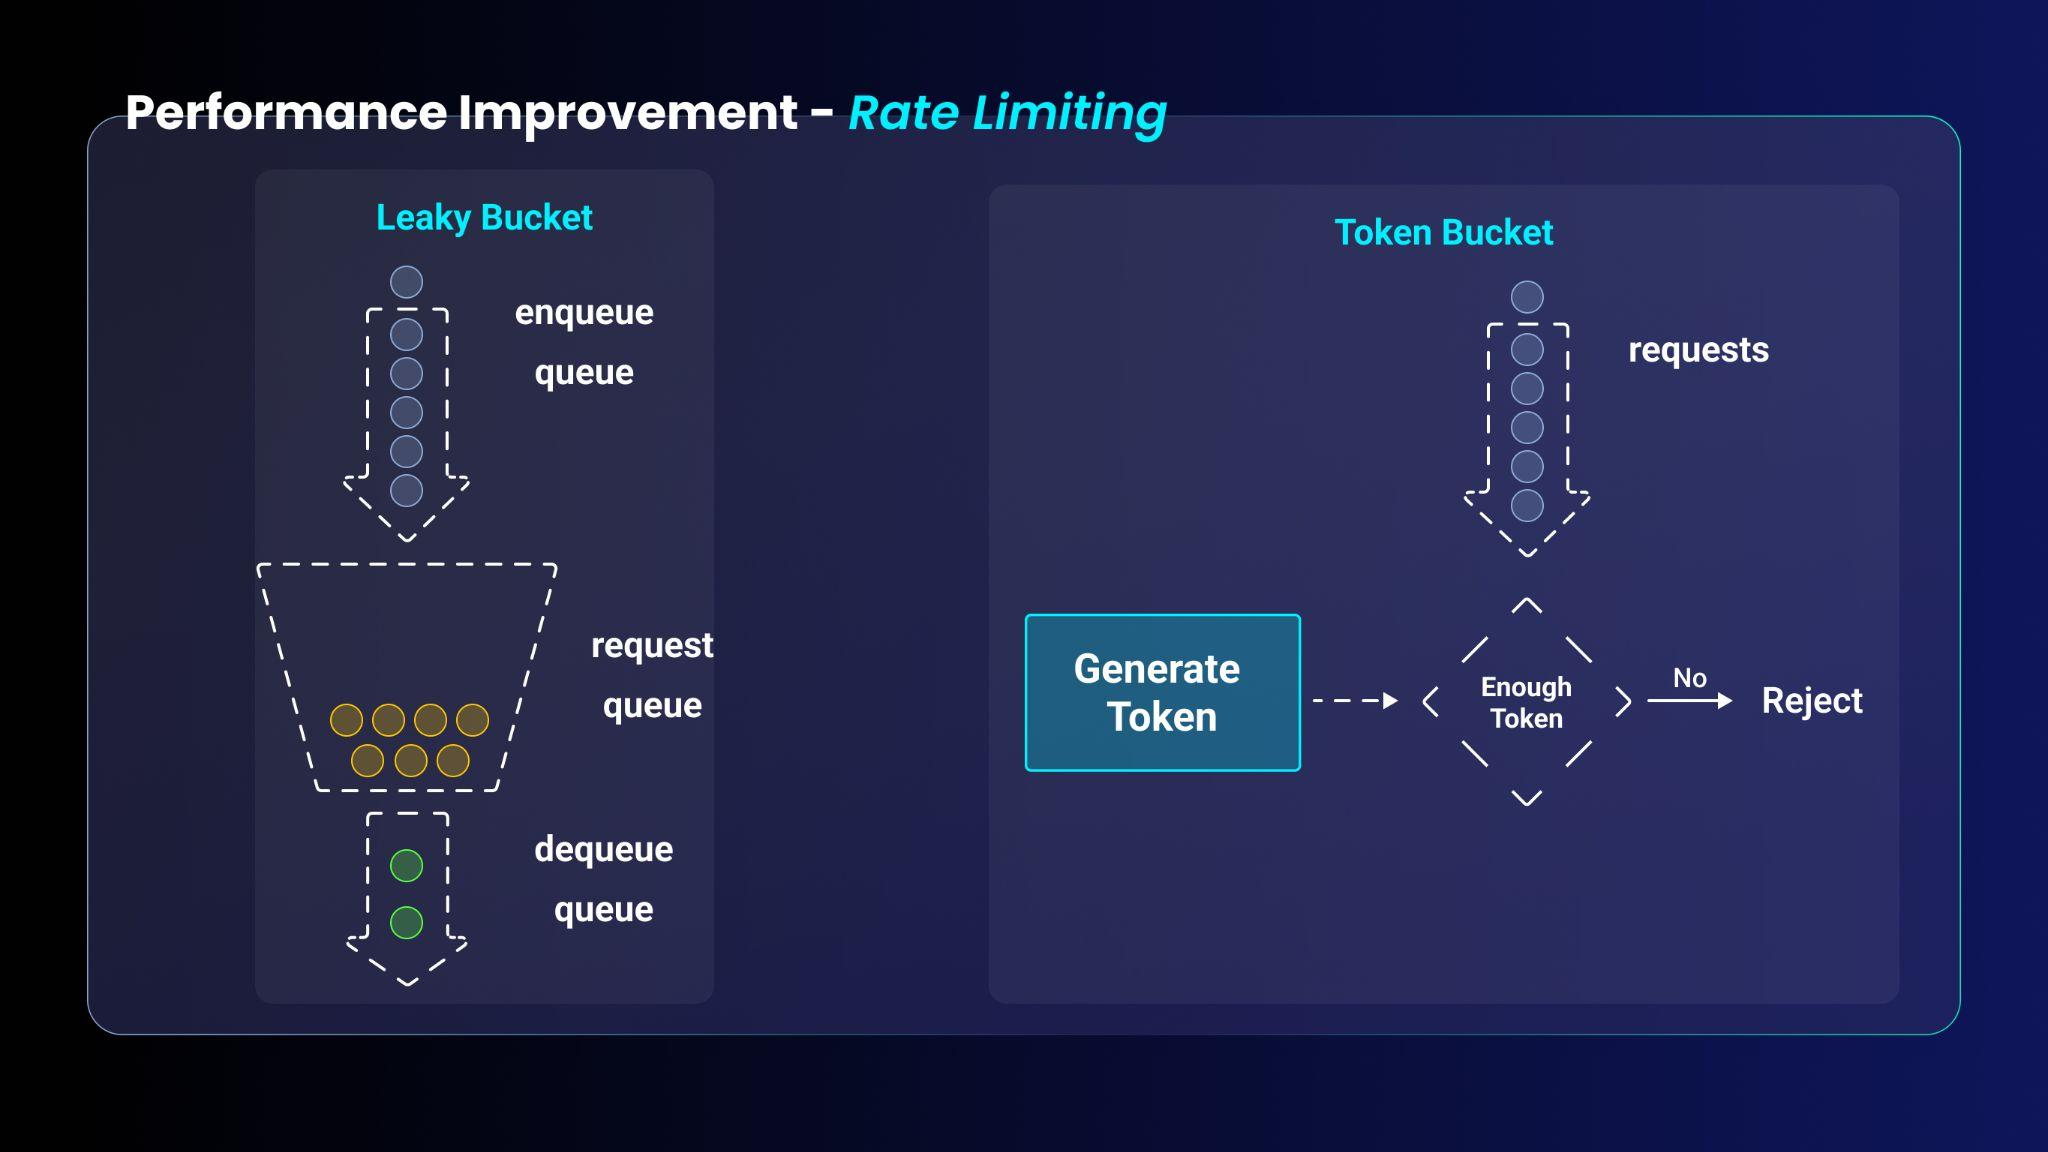 Performance Improvement - Rate Limiting
Leaky Bucket
enqueue
queue
request
queue
dequeue
queue
Token Bucket
requests
Generate
Token
Enough
Token
No
Reject